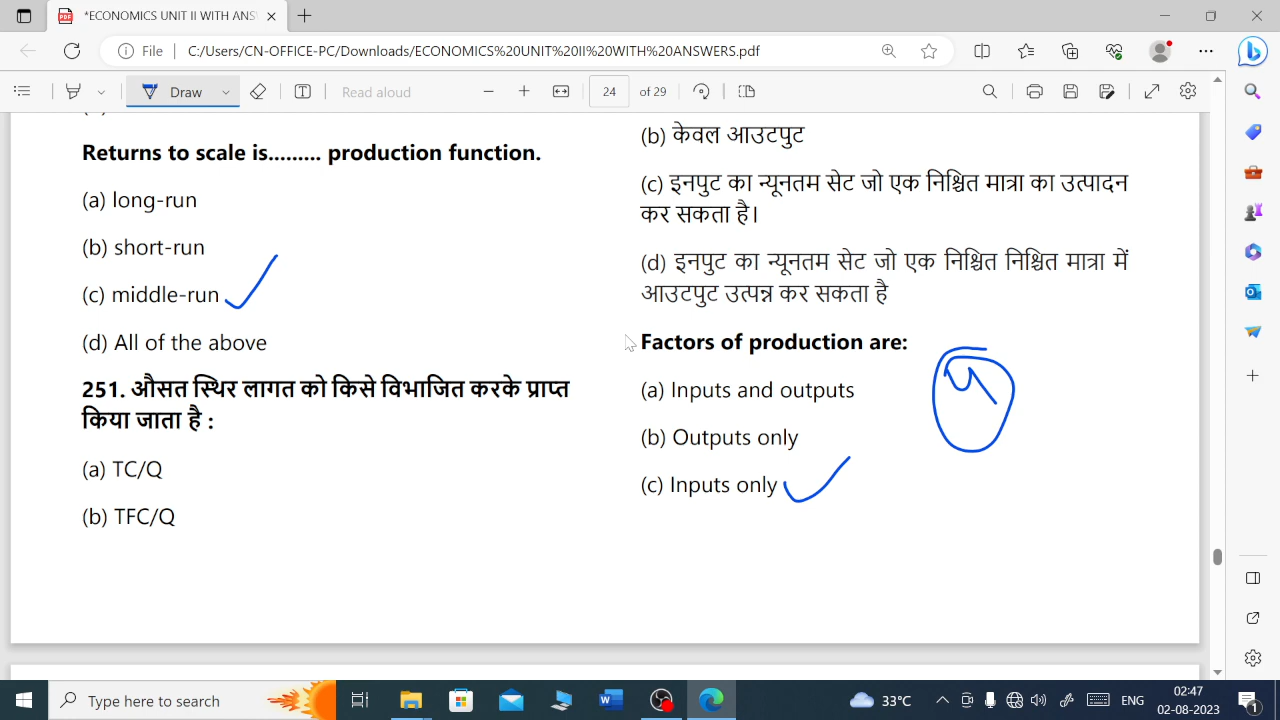 *ECONOMICS UNIT II WITH ANS
File
C:/Users/CN-OFFICE-PC/Downloads/ECONOMICS%20UNIT%20II%20WITH%20ANSWERS.pdf
Draw
Read aloud
24
of 29
Returns to scale is......... production function.
(a) long-run
(b) short-run
(c) middle-run
(d) All of the above
251. औसत स्थिर लागत को किसे विभाजित करके प्राप्त
किया जाता है :
(a) TC/Q
(b) TFC/Q
(b) केवल आउटपुट
(c) इनपुट का न्यूनतम सेट जो एक निश्चित मात्रा का उत्पादन
कर सकता है।
(d) इनपुट का न्यूनतम सेट जो एक निश्चित निश्चित मात्रा में
आउटपुट उत्पन्न कर सकता है
Factors of production are:
(a) Inputs and outputs
(b) Outputs only
(c) Inputs only
Type here to search
33°C
ENG
02:47
02-08-2023
1